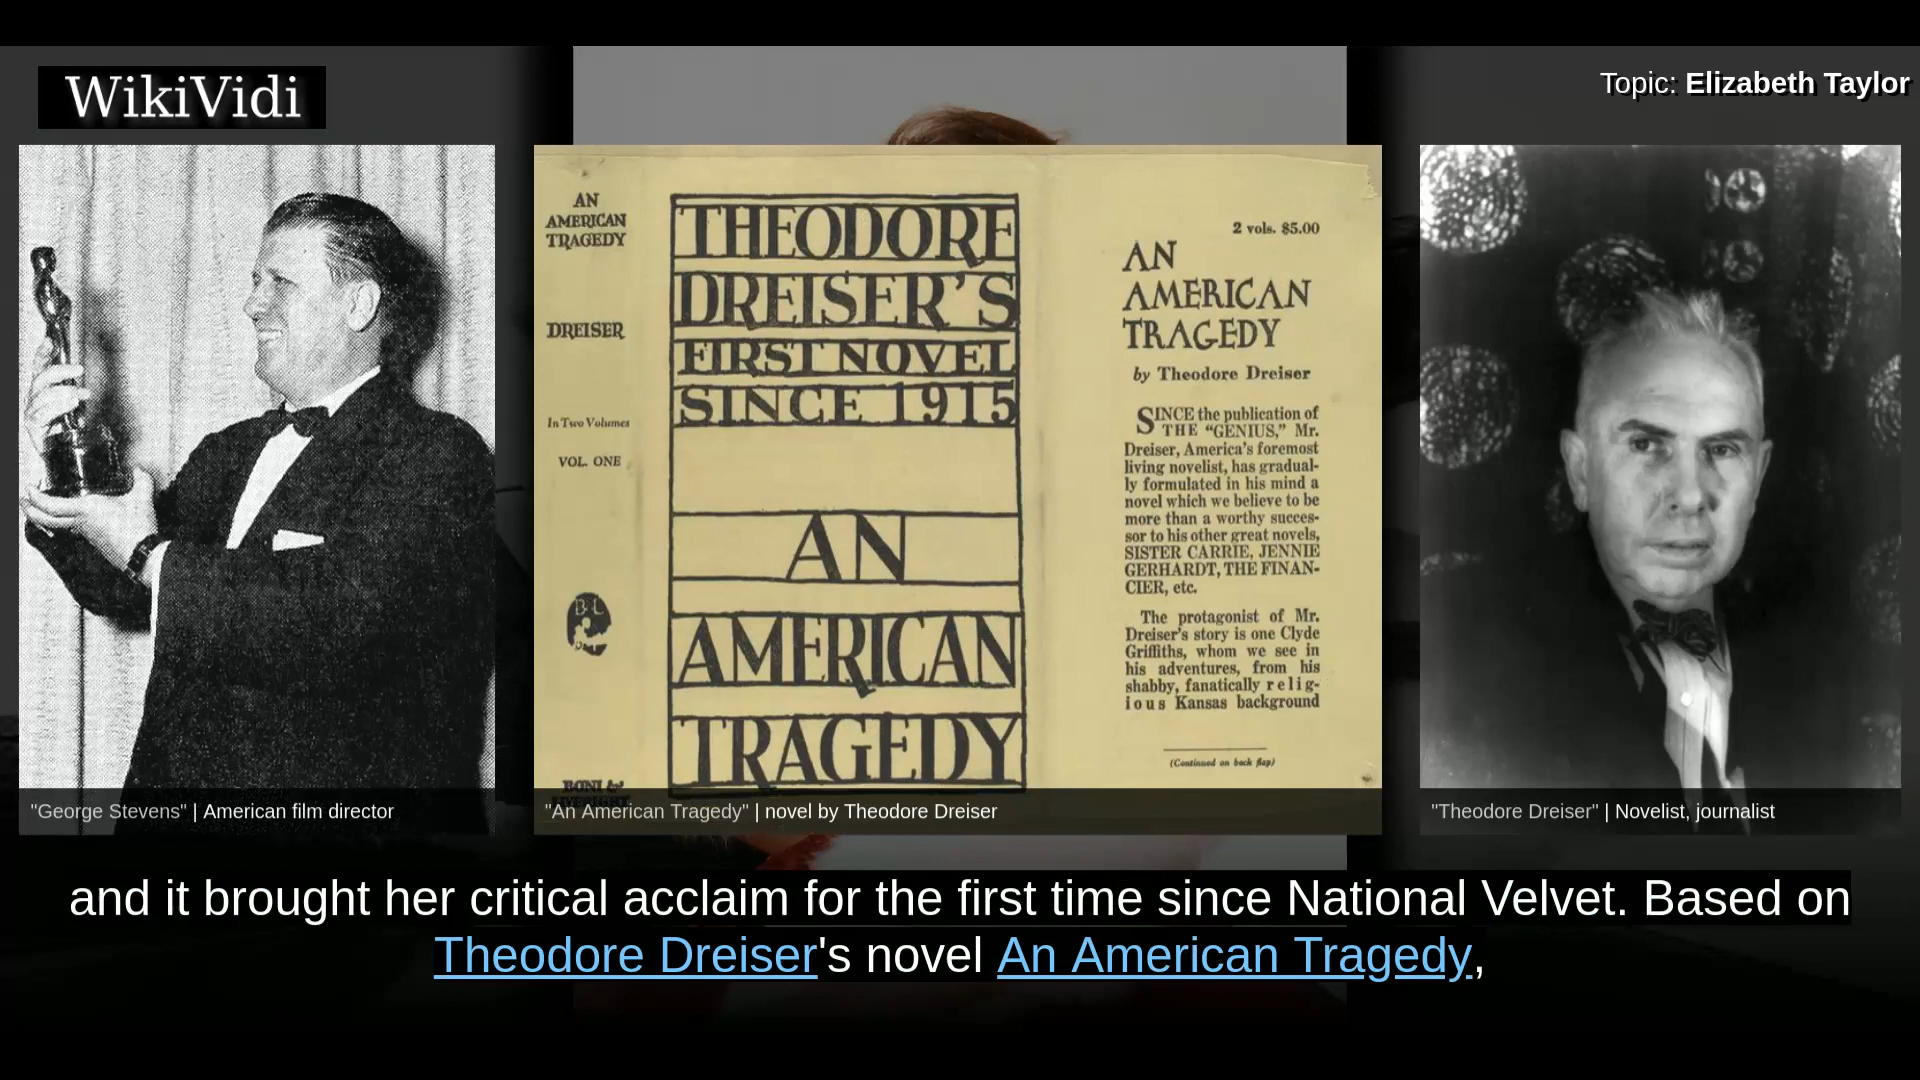 WikiVidi
Topic: Elizabeth Taylor
AN
AMERICAN
TRAGEDY
DREISER
In Two Volumes
VOL. ONE
B L
BONI &
LIVERIGHT
THEODORE
DREISER'S
FIRST NOVEL
SINCE 1915
AN
AMERICAN
TRAGEDY
2 vols. $5.00
AN
AMERICAN
TRAGEDY
by Theodore Dreiser
SINCE the publication of
THE “GENIUS,” Mr.
Dreiser, America's foremost
living novelist, has gradual-
ly formulated in his mind a
novel which we believe to be
more than a worthy succes-
sor to his other great novels,
SISTER CARRIE, JENNIE
GERHARDT, THE FINAN-
CIER, etc.
The protagonist of Mr.
Dreiser's story is one Clyde
Griffiths, whom we see in
his adventures, from his
shabby, fanatically relig-
ious Kansas background
(Continued on back flap)
"George Stevens" | American film director
"An American Tragedy" | novel by Theodore Dreiser
"Theodore Dreiser" | Novelist, journalist
and it brought her critical acclaim for the first time since National Velvet. Based on
Theodore Dreiser's novel An American Tragedy,